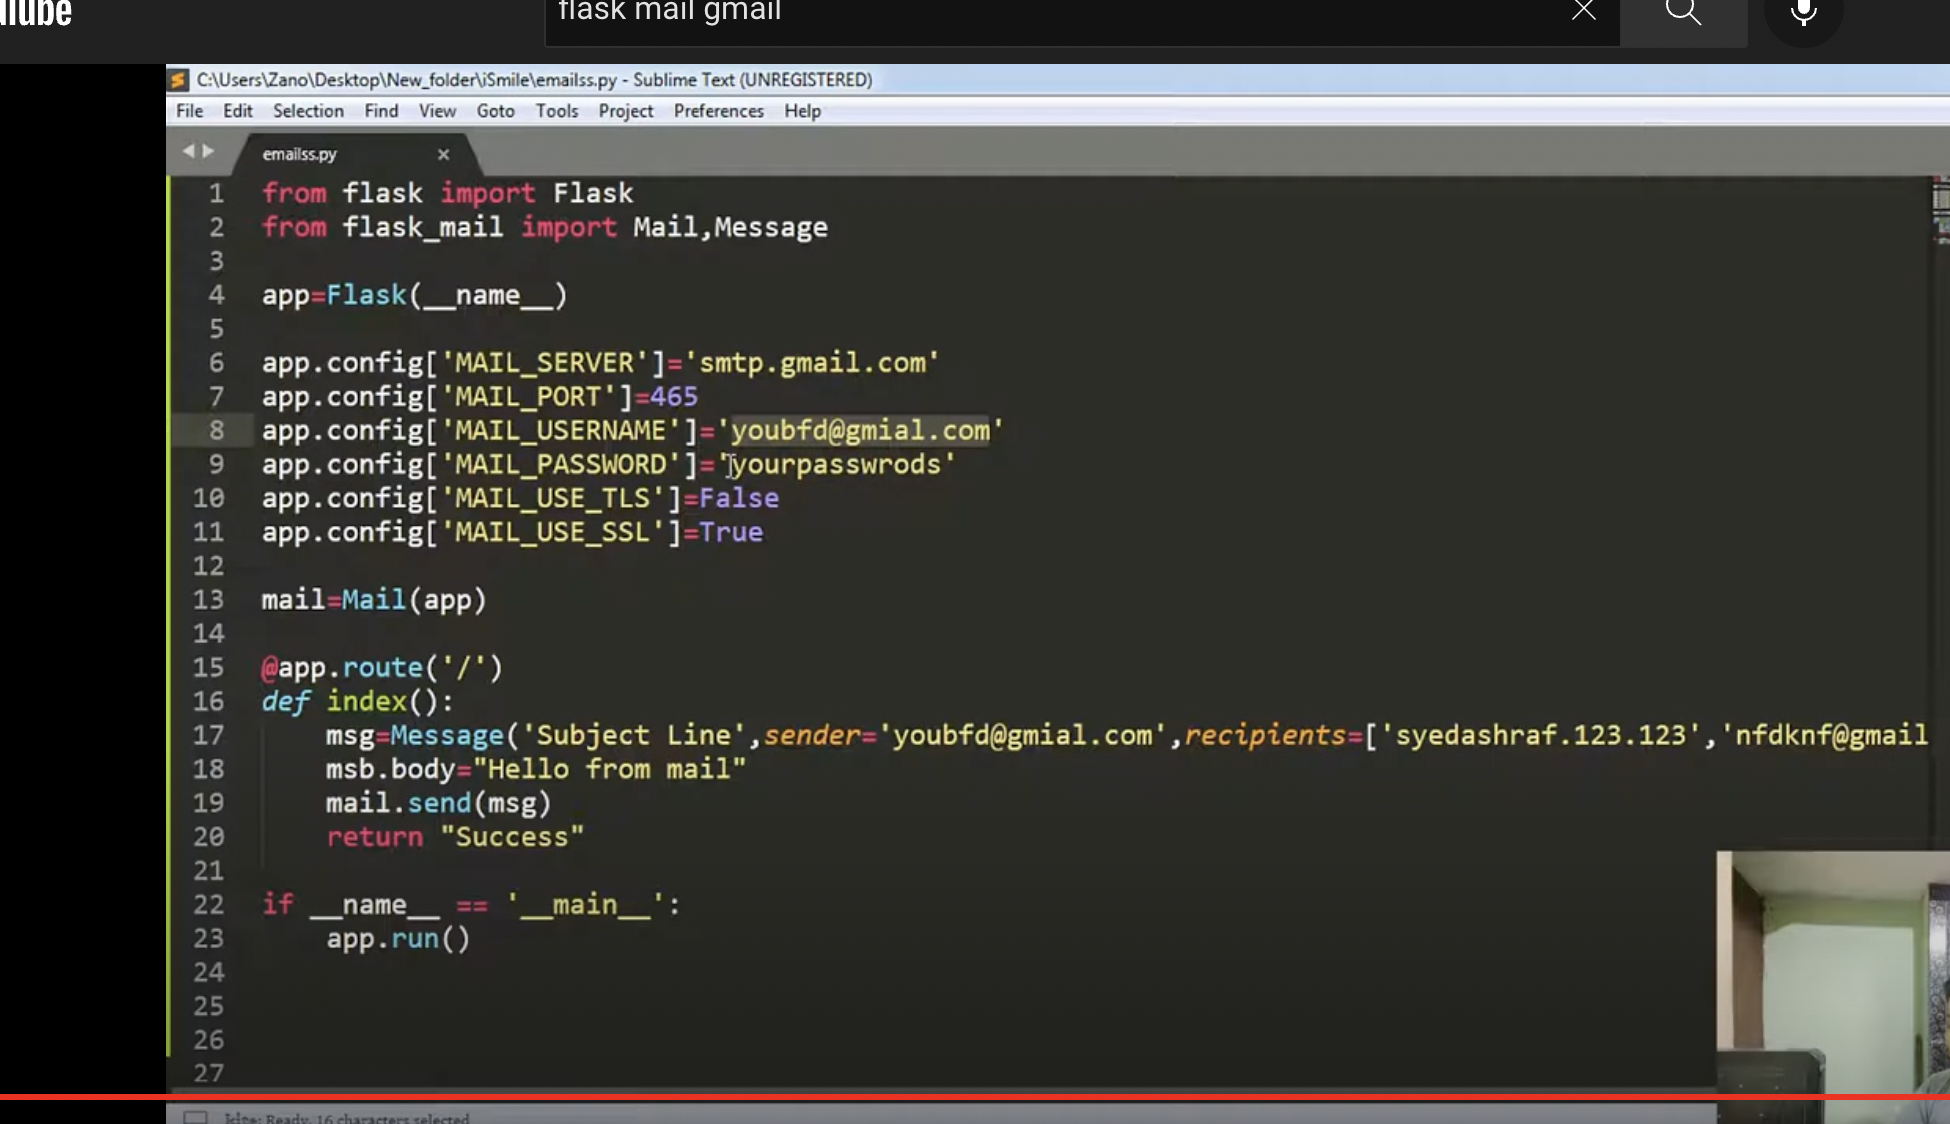 flask mail gmail
C:\Users\Zano\Desktop\New_folder\iSmile\emailss.py - Sublime Text (UNREGISTERED)
File Edit Selection Find View Goto Tools Project Preferences Help
emailss.py
1 from flask import Flask
2 from flask_mail import Mail,Message
3
4 app=Flask(__name__)
5
6 app.config['MAIL_SERVER']='smtp.gmail.com'
7 app.config['MAIL_PORT']=465
8 app.config['MAIL_USERNAME']='youbfd@gmial.com'
9 app.config['MAIL_PASSWORD']='yourpasswrods'
10 app.config['MAIL_USE_TLS']=False
11 app.config['MAIL_USE_SSL']=True
12
13 mail=Mail(app)
14
15 @app.route('/')
16 def index():
17 msg=Message('Subject Line',sender='youbfd@gmial.com',recipients=['syedashraf.123.123','nfdknf@gmail
18 msb.body="Hello from mail"
19 mail.send(msg)
20 return "Success"
21
22 if __name__ == '__main__':
23 app.run()
24
25
26
27
Ready, 16 characters selected